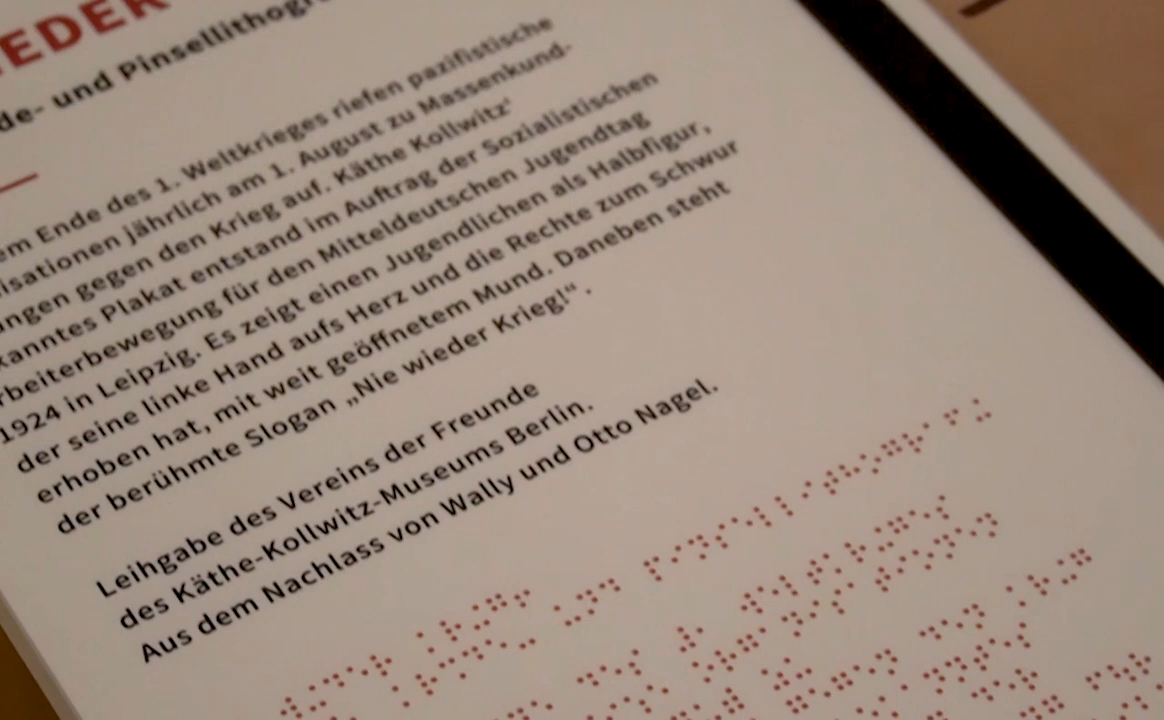 EDER
de- und Pinsellithogr
em Ende des 1. Weltkrieges riefen pazifistische
isationen jährlich am 1. August zu Massenkund-
ungen gegen den Krieg auf. Käthe Kollwitz'
kanntes Plakat entstand im Auftrag der Sozialistischen
rbeiterbewegung für den Mitteldeutschen Jugendtag
1924 in Leipzig. Es zeigt einen Jugendlichen als Halbfigur,
der seine linke Hand aufs Herz und die Rechte zum Schwur
erhoben hat, mit weit geöffnetem Mund. Daneben steht
der berühmte Slogan „Nie wieder Krieg!“ .
Leihgabe des Vereins der Freunde
des Käthe-Kollwitz-Museums Berlin.
Aus dem Nachlass von Wally und Otto Nagel.